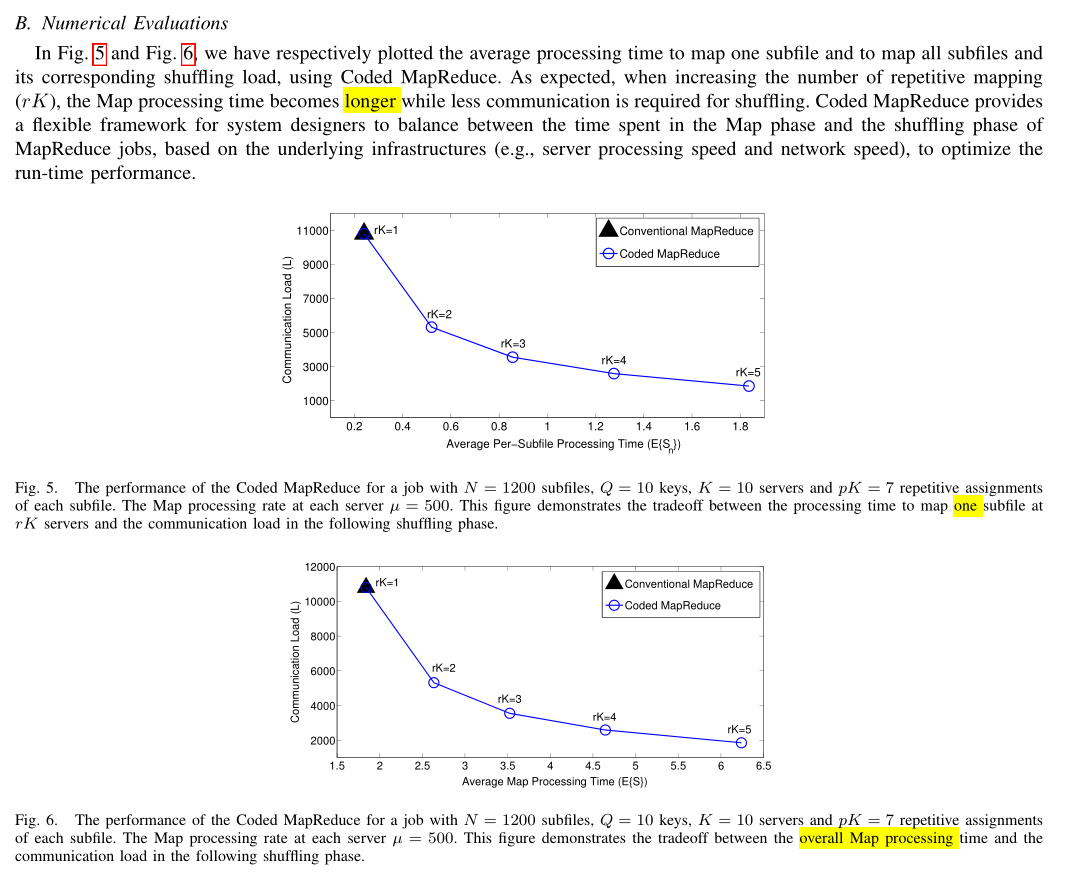 B. Numerical Evaluations
In Fig. 5 and Fig. 6, we have respectively plotted the average processing time to map one subfile and to map all subfiles and
its corresponding shuffling load, using Coded MapReduce. As expected, when increasing the number of repetitive mapping
(rK), the Map processing time becomes longer while less communication is required for shuffling. Coded MapReduce provides
a flexible framework for system designers to balance between the time spent in the Map phase and the shuffling phase of
MapReduce jobs, based on the underlying infrastructures (e.g., server processing speed and network speed), to optimize the
run-time performance.
11000
9000
7000
5000
3000
1000
Communication Load (L)
rK=1
rK=2
rK=3
rK=4
rK=5
Conventional MapReduce
Coded MapReduce
0.2 0.4 0.6 0.8 1 1.2 1.4 1.6 1.8
Average Per−Subfile Processing Time (E{Sn})
Fig. 5. The performance of the Coded MapReduce for a job with N = 1200 subfiles, Q = 10 keys, K = 10 servers and pK = 7 repetitive assignments
of each subfile. The Map processing rate at each server μ = 500. This figure demonstrates the tradeoff between the processing time to map one subfile at
rK servers and the communication load in the following shuffling phase.
12000
10000
8000
6000
4000
2000
Communication Load (L)
rK=1
rK=2
rK=3
rK=4
rK=5
Conventional MapReduce
Coded MapReduce
1.5 2 2.5 3 3.5 4 4.5 5 5.5 6 6.5
Average Map Processing Time (E{S})
Fig. 6. The performance of the Coded MapReduce for a job with N = 1200 subfiles, Q = 10 keys, K = 10 servers and pK = 7 repetitive assignments
of each subfile. The Map processing rate at each server μ = 500. This figure demonstrates the tradeoff between the overall Map processing time and the
communication load in the following shuffling phase.